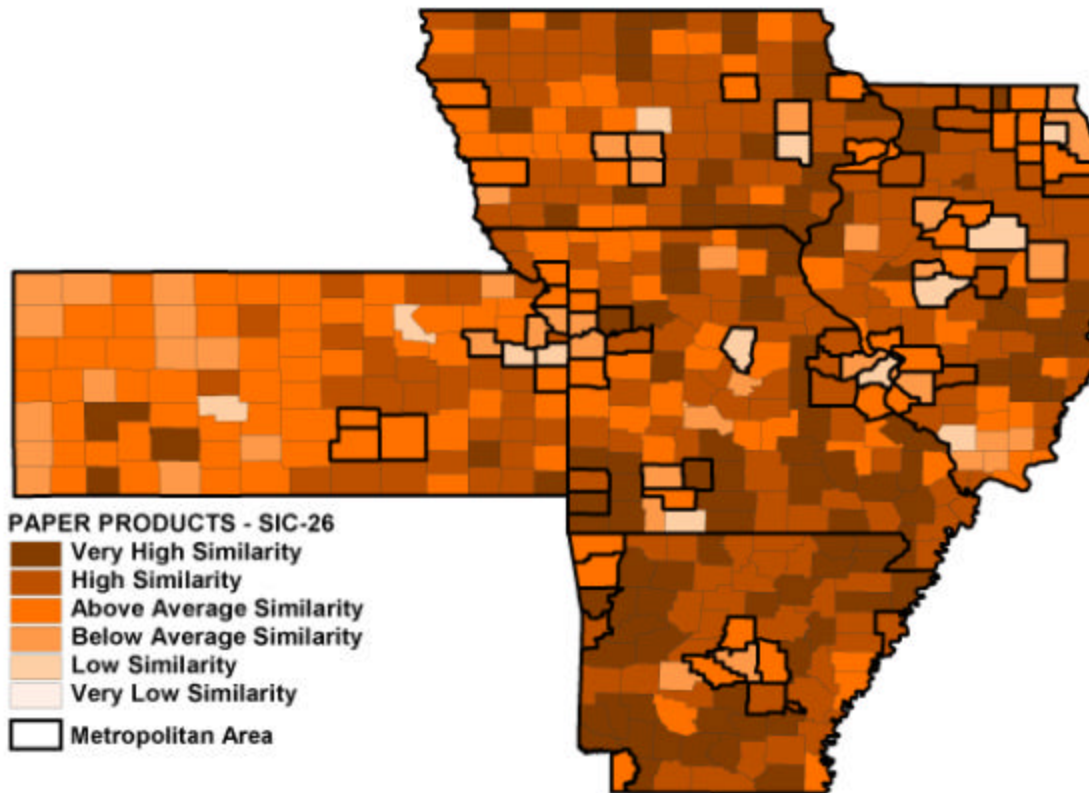 PAPER PRODUCTS - SIC-26
Very High Similarity
High Similarity
Above Average Similarity
Below Average Similarity
Low Similarity
Very Low Similarity
Metropolitan Area